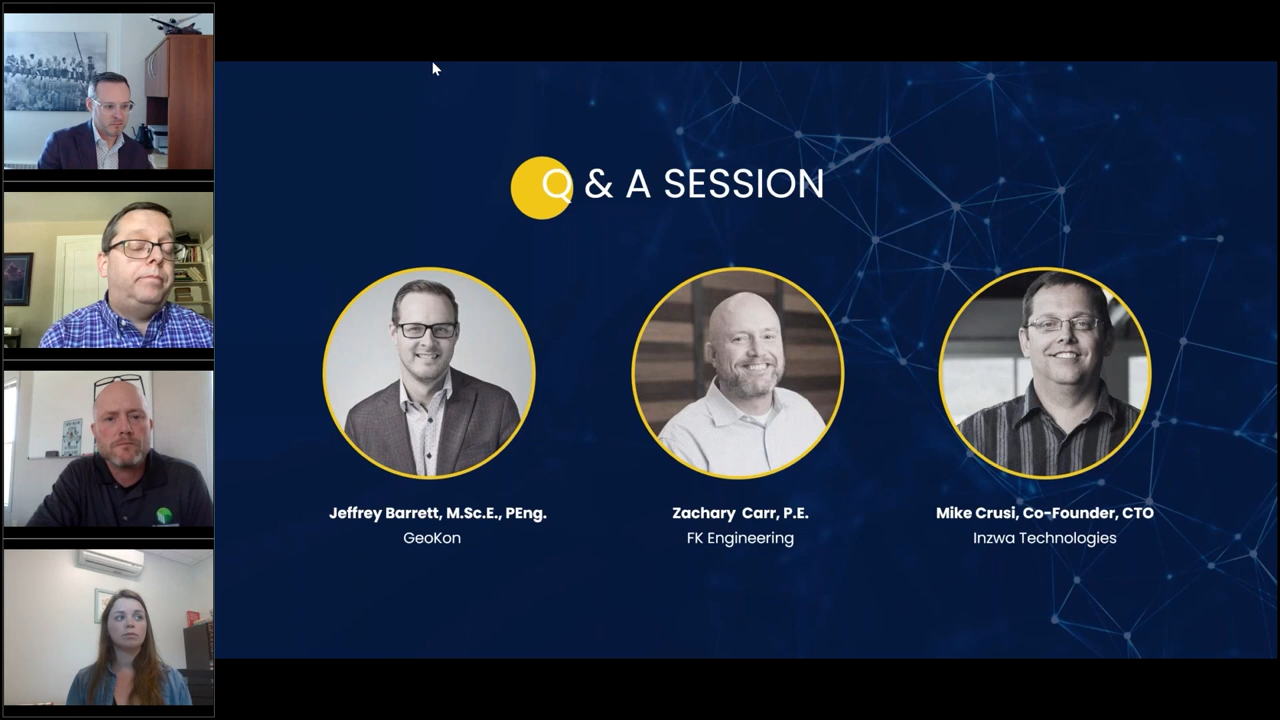 Q & A SESSION
Jeffrey Barrett, M.Sc.E., PEng.
GeoKon
Zachary Carr, P.E.
FK Engineering
Mike Crusi, Co-Founder, CTO
Inzwa Technologies